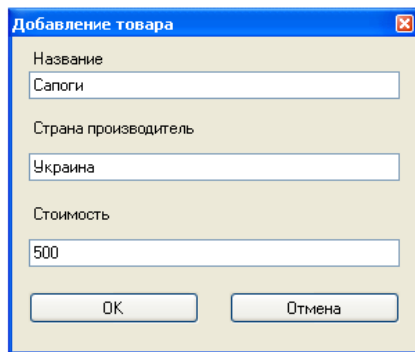 Добавление товара
Название
Сапоги
Страна производитель
Украина
Стоимость
500
OK
Отмена